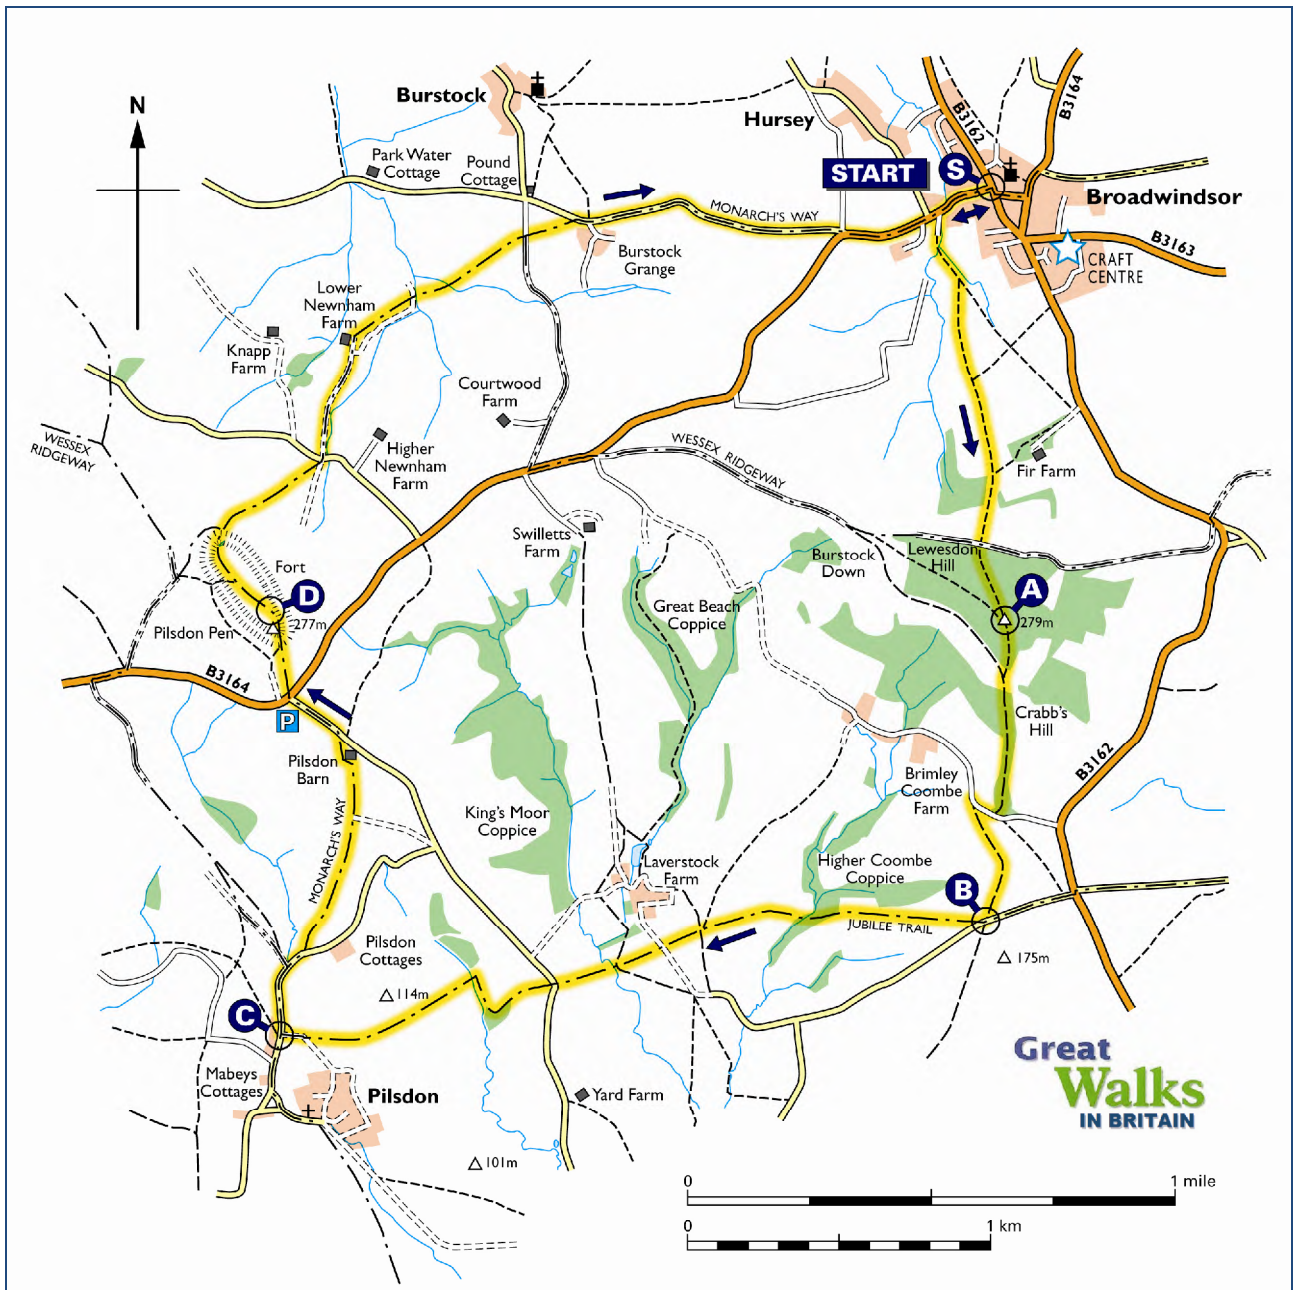 N
Burstock
Hursey
B3162
B3164
Park Water
Cottage
Pound
Cottage
START
S
Broadwindsor
MONARCH'S WAY
B3163
CRAFT
CENTRE
Burstock
Grange
Lower
Newnham
Farm
Knapp
Farm
Courtwood
Farm
WESSEX
RIDGEWAY
Higher
Newnham
Farm
WESSEX RIDGEWAY
Fir Farm
Swilletts
Farm
Burstock
Down
Lewesdon
Hill
Fort
D
277m
A
279m
Great Beach
Coppice
Pilsdon Pen
B3164
P
Crabb's
Hill
Pilsdon
Barn
B3162
Brimley
Coombe
Farm
King's Moor
Coppice
MONARCH'S WAY
Laverstock
Farm
Higher Coombe
Coppice
B
JUBILEE TRAIL
Pilsdon
Cottages
175m
114m
C
Great
Walks
IN BRITAIN
Mabeys
Cottages
Pilsdon
Yard Farm
101m
0
1 mile
0
1 km